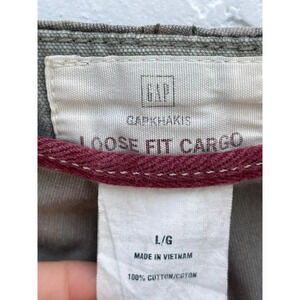 GAP
GAPKHAKIS
LOOSE FIT CARGO
L/G
MADE IN VIETNAM
100% COTTON/COTON